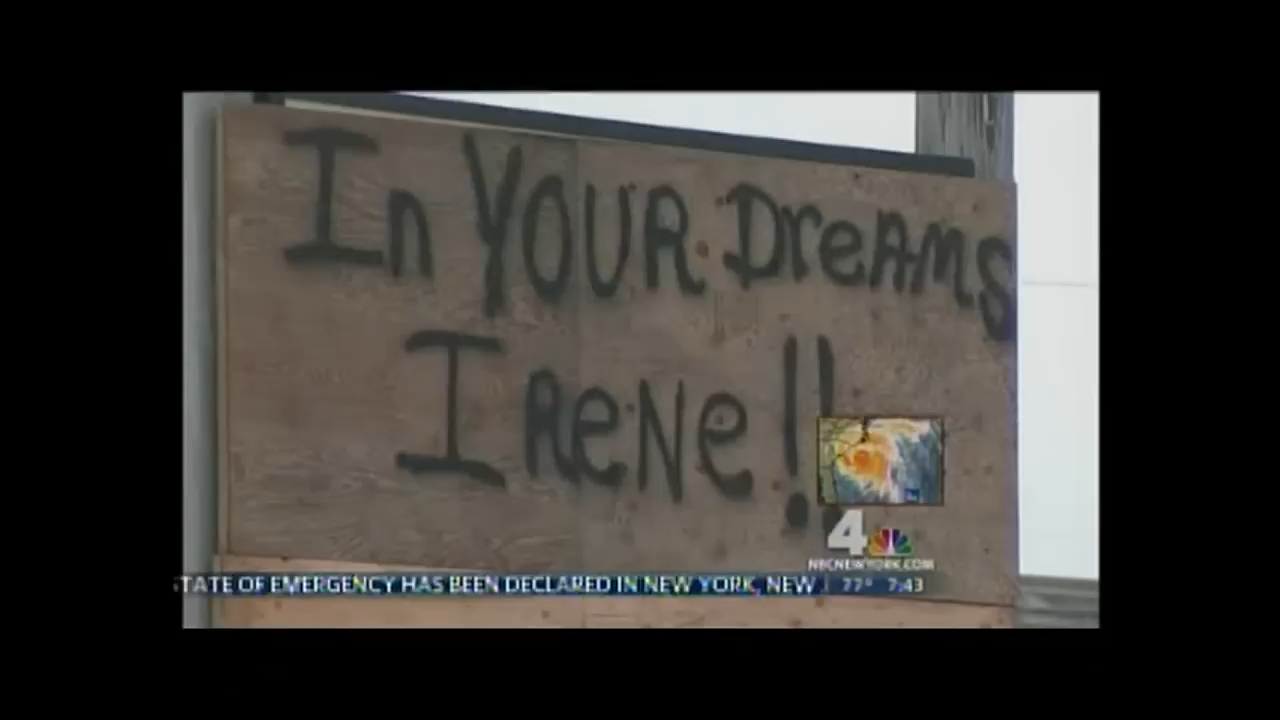 In YOUR DreAMS
IReNe!!
4
NBCNEWYORK.COM
STATE OF EMERGENCY HAS BEEN DECLARED IN NEW YORK, NEW
77° 7:43